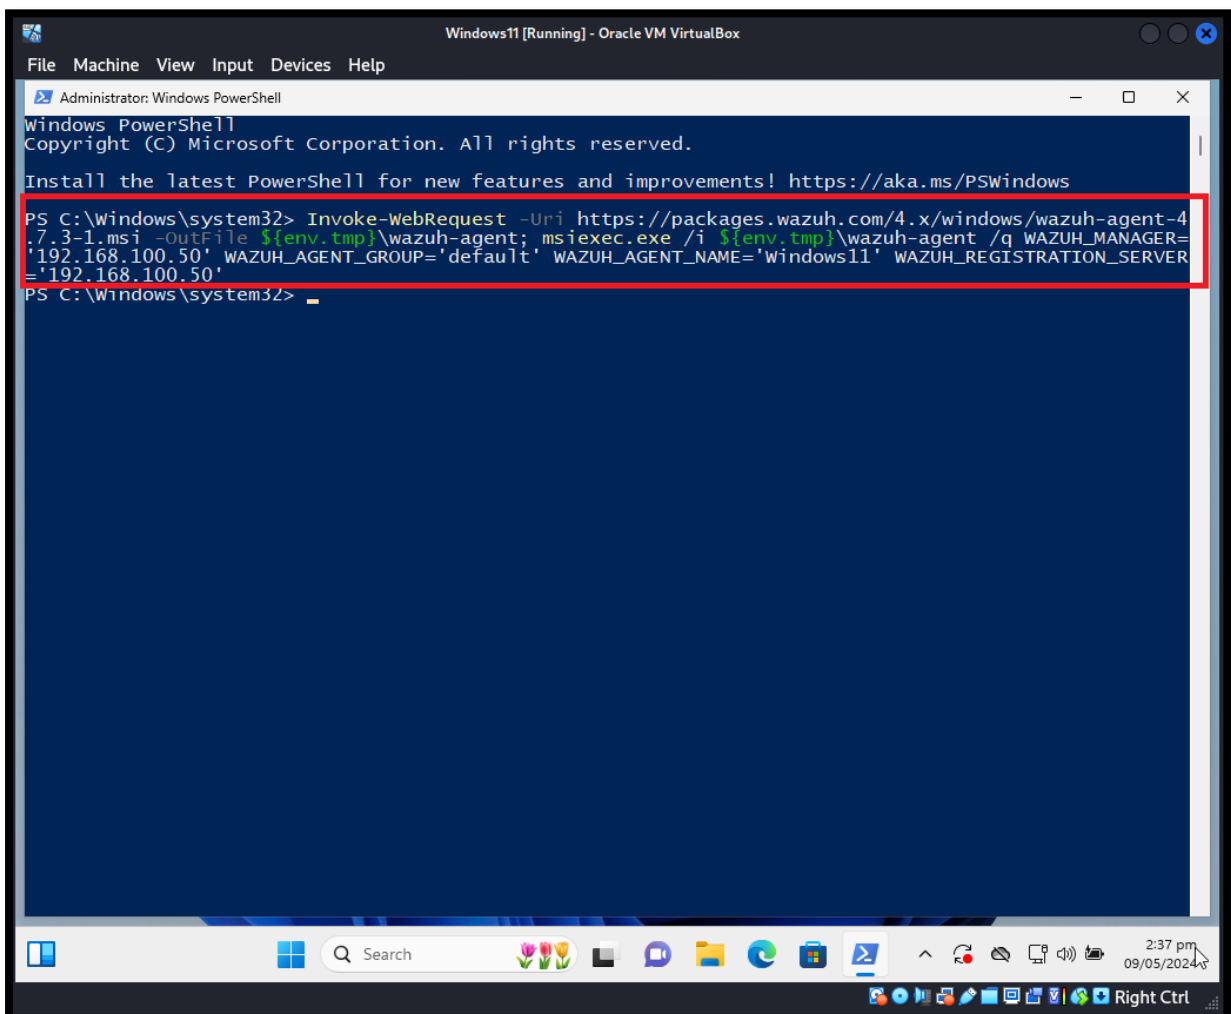 Windows11 [Running] - Oracle VM VirtualBox
File Machine View Input Devices Help
Administrator: Windows PowerShell
Windows PowerShell
Copyright (C) Microsoft Corporation. All rights reserved.
Install the latest PowerShell for new features and improvements! https://aka.ms/PSWindows
PS C:\Windows\system32> Invoke-WebRequest -Uri https://packages.wazuh.com/4.x/windows/wazuh-agent-4
.7.3-1.msi -OutFile ${env.tmp}\wazuh-agent; msiexec.exe /i ${env.tmp}\wazuh-agent /q WAZUH_MANAGER=
'192.168.100.50' WAZUH_AGENT_GROUP='default' WAZUH_AGENT_NAME='Windows11' WAZUH_REGISTRATION_SERVER
='192.168.100.50'
PS C:\Windows\system32>
Search
2:37 pm
09/05/2024
Right Ctrl